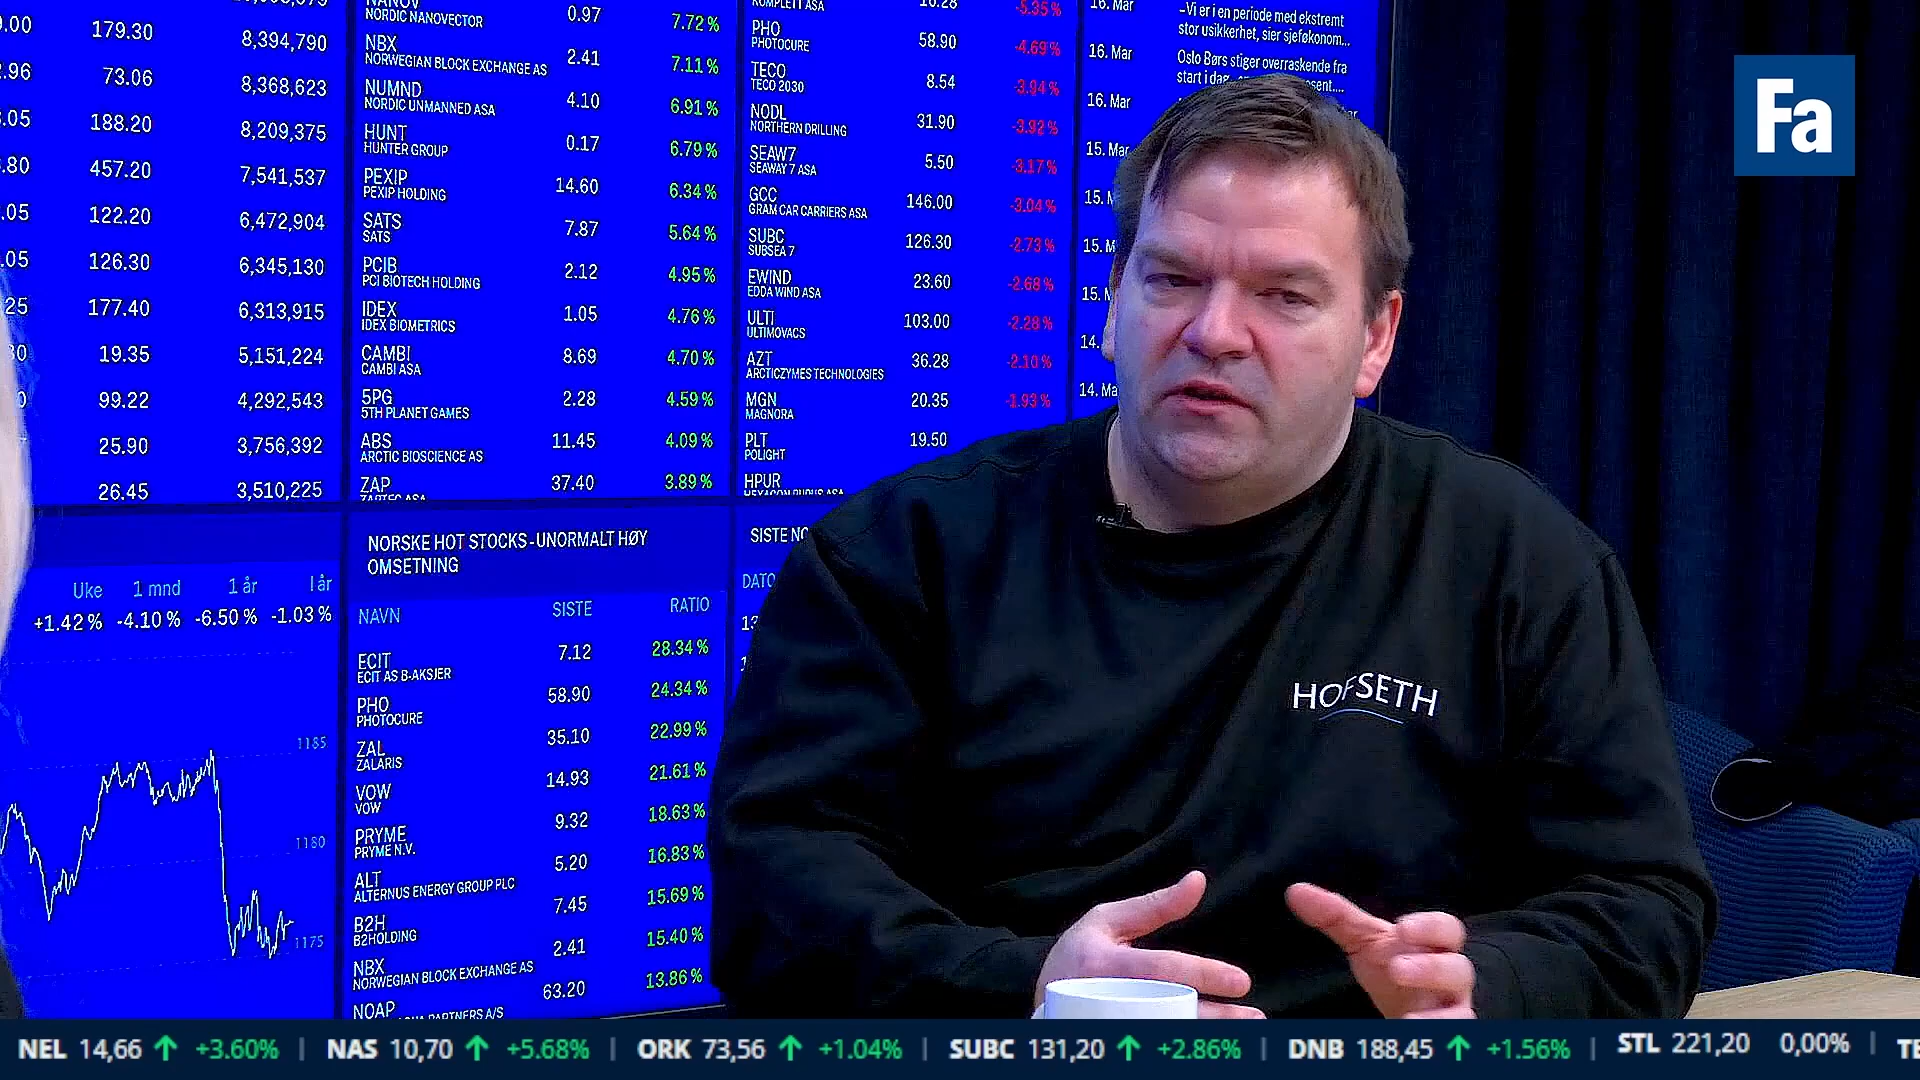 179.30 8,394,790
73.06 8,368,623
188.20 8,209,375
457.20 7,541,537
122.20 6,472,904
126.30 6,345,130
177.40 6,313,915
19.35 5,151,224
99.22 4,292,543
25.90 3,756,392
26.45 3,510,225
NORDIC NANOVECTOR 0.97 7.72 %
NBX 2.41 7.11 %
NORWEGIAN BLOCK EXCHANGE AS
NUMND 4.10 6.91 %
NORDIC UNMANNED ASA
HUNT 0.17 6.79 %
HUNTER GROUP
PEXIP 14.60 6.34 %
PEXIP HOLDING
SATS 7.87 5.64 %
SATS
PCIB 2.12 4.95 %
PCI BIOTECH HOLDING
IDEX 1.05 4.76 %
IDEX BIOMETRICS
CAMBI 8.69 4.70 %
CAMBI ASA
5PG 2.28 4.59 %
5TH PLANET GAMES
ABS 11.45 4.09 %
ARCTIC BIOSCIENCE AS
ZAP 37.40 3.89 %
KOMPLETT ASA -5.35 %
PHO 58.90 -4.69 %
PHOTOCURE
TECO 8.54 -3.94 %
TECO 2030
NODL 31.90 -3.92 %
NORTHERN DRILLING
SEAW7 5.50 -3.17 %
SEAWAY 7 ASA
GCC 146.00 -3.04 %
GRAM CAR CARRIERS ASA
SUBC 126.30 -2.73 %
SUBSEA 7
EWIND 23.60 -2.68 %
EDDA WIND ASA
ULTI 103.00 -2.28 %
ULTIMOVACS
AZT 36.28 -2.10 %
ARCTICZYMES TECHNOLOGIES
MGN 20.35 -1.93 %
MAGNORA
PLT 19.50
POLIGHT
HPUR
16. Mar
–Vi er i en periode med ekstremt
stor usikkerhet, sier sjeføkonom...
16. Mar
Oslo Børs stiger overraskende fra
start i dag
16. Mar
15. Mar
14. Ma
Uke 1 mnd 1 år I år
+1.42 % -4.10 % -6.50 % -1.03 %
1185
1180
1175
NORSKE HOT STOCKS - UNORMALT HØY
OMSETNING
NAVN SISTE RATIO
ECIT 7.12 28.34 %
ECIT AS B-AKSJER
PHO 58.90 24.34 %
PHOTOCURE
ZAL 35.10 22.99 %
ZALARIS
VOW 14.93 21.61 %
VOW
PRYME 9.32 18.63 %
PRYME N.V.
ALT 5.20 16.83 %
ALTERNUS ENERGY GROUP PLC
B2H 7.45 15.69 %
B2HOLDING
NBX 2.41 15.40 %
NORWEGIAN BLOCK EXCHANGE AS
NOAP 63.20 13.86 %
PARTNERS A/S
SISTE
DATO
Fa
HOFSETH
NEL 14,66 +3.60% | NAS 10,70 +5.68% | ORK 73,56 +1.04% | SUBC 131,20 +2.86% | DNB 188,45 +1.56% | STL 221,20 0,00% |